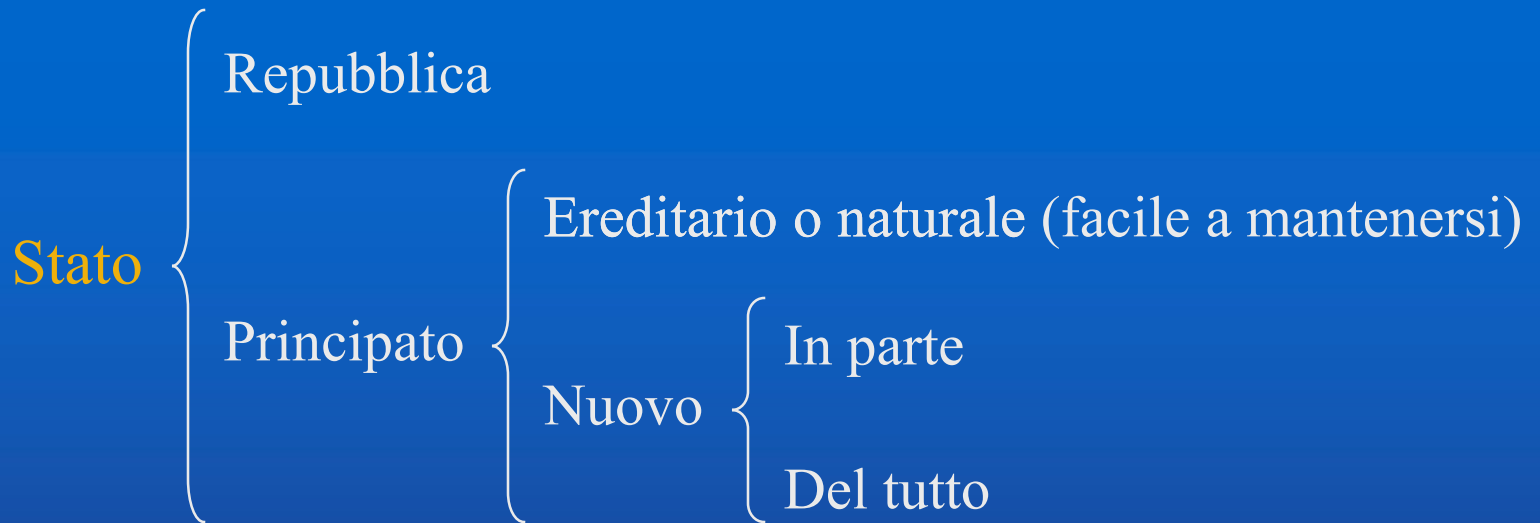 Repubblica
Ereditario o naturale (facile a mantenersi)
Stato
Principato
In parte
Nuovo
Del tutto